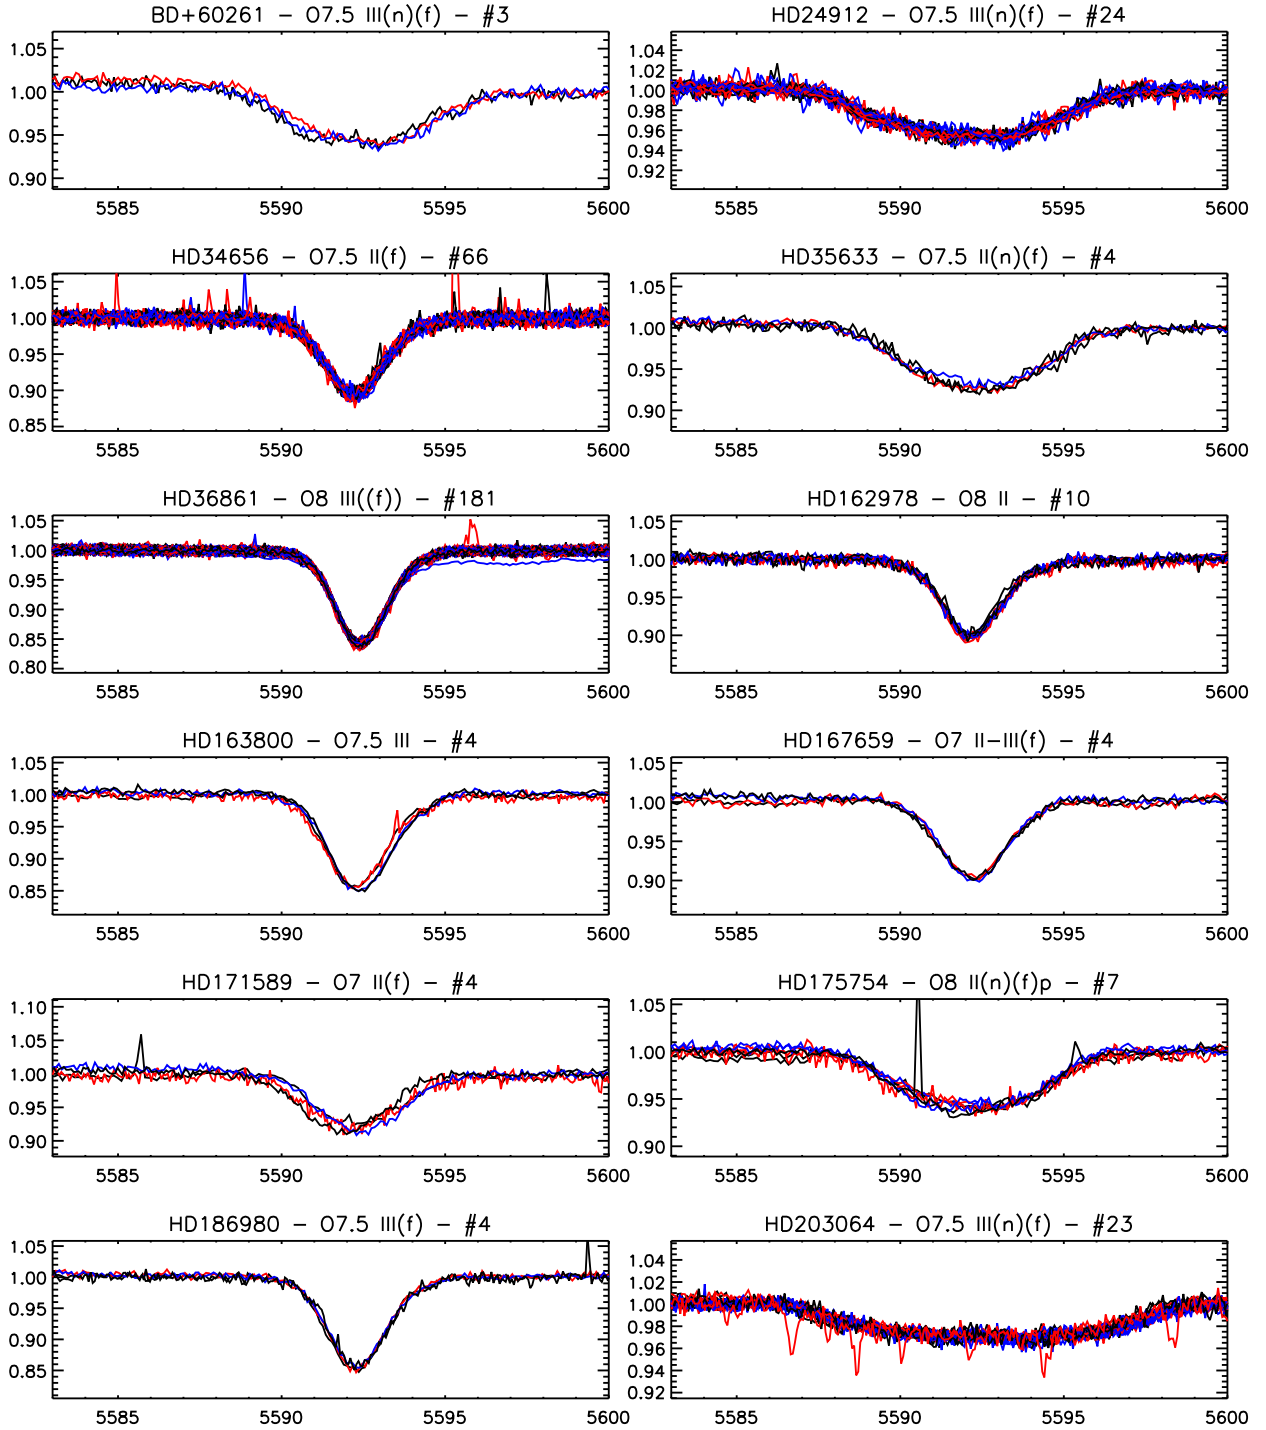 BD+60261 – O7.5 III(n)(f) – #3
HD24912 – O7.5 III(n)(f) – #24
1.05
1.00
0.95
0.90
5585 5590 5595 5600
1.04
1.02
1.00
0.98
0.96
0.94
0.92
5585 5590 5595 5600
HD34656 – O7.5 II(f) – #66
HD35633 – O7.5 II(n)(f) – #4
1.05
1.00
0.95
0.90
0.85
5585 5590 5595 5600
1.05
1.00
0.95
0.90
5585 5590 5595 5600
HD36861 – O8 III((f)) – #181
HD162978 – O8 II – #10
1.05
1.00
0.95
0.90
0.85
0.80
5585 5590 5595 5600
1.05
1.00
0.95
0.90
5585 5590 5595 5600
HD163800 – O7.5 III – #4
HD167659 – O7 II–III(f) – #4
1.05
1.00
0.95
0.90
0.85
5585 5590 5595 5600
1.05
1.00
0.95
0.90
5585 5590 5595 5600
HD171589 – O7 II(f) – #4
HD175754 – O8 II(n)(f)p – #7
1.10
1.05
1.00
0.95
0.90
5585 5590 5595 5600
1.05
1.00
0.95
0.90
5585 5590 5595 5600
HD186980 – O7.5 III(f) – #4
HD203064 – O7.5 III(n)(f) – #23
1.05
1.00
0.95
0.90
0.85
5585 5590 5595 5600
1.04
1.02
1.00
0.98
0.96
0.94
0.92
5585 5590 5595 5600